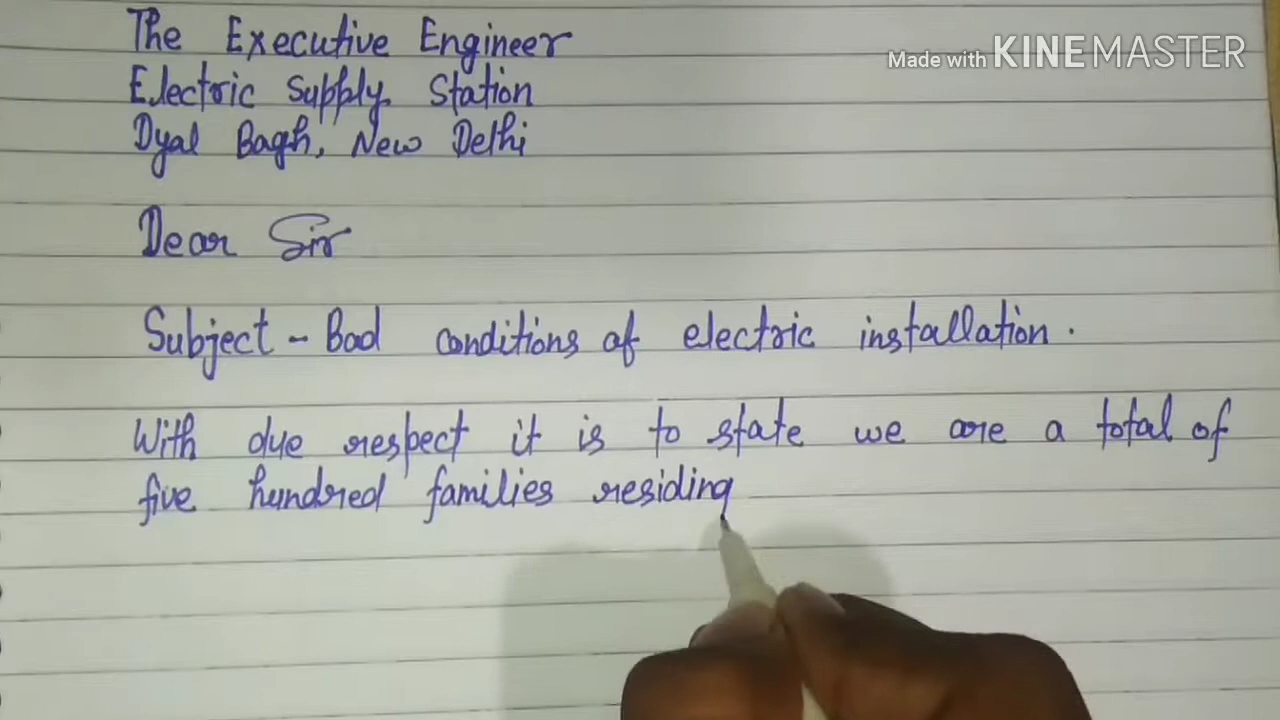 The Executive Engineer
Made with KINEMASTER
Electric Supply Station
Dyal Bagh, New Delhi
Dear Sir
Subject - Bad conditions of electric installation.
With due respect it is to state we are a total of
five hundred families residing